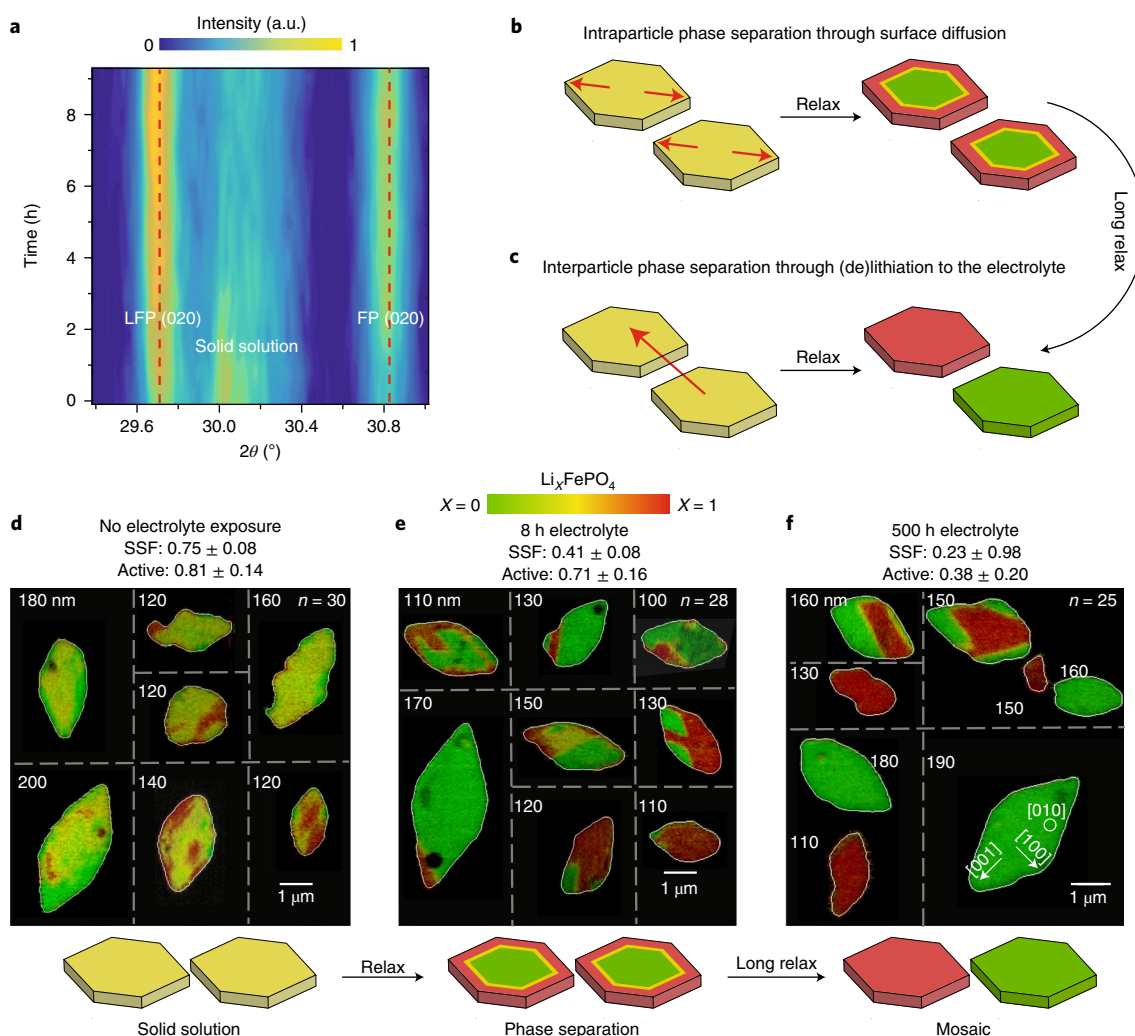 a
Intensity (a.u.)
0 1
Time (h)
8
6
4
2
0
LFP (020)
FP (020)
Solid solution
29.6 30.0 30.4 30.8
2θ (°)
b
Intraparticle phase separation through surface diffusion
Relax
Long relax
c
Interparticle phase separation through (de)lithiation to the electrolyte
Relax
LiXFePO4
X = 0 X = 1
d
No electrolyte exposure
SSF: 0.75 ± 0.08
Active: 0.81 ± 0.14
180 nm
120
160
n = 30
120
200
140
120
1 μm
e
8 h electrolyte
SSF: 0.41 ± 0.08
Active: 0.71 ± 0.16
110 nm
130
100
n = 28
170
150
130
120
110
1 μm
f
500 h electrolyte
SSF: 0.23 ± 0.98
Active: 0.38 ± 0.20
160 nm
150
n = 25
130
160
150
180
190
110
[010]
[001]
[100]
1 μm
Relax
Long relax
Solid solution
Phase separation
Mosaic